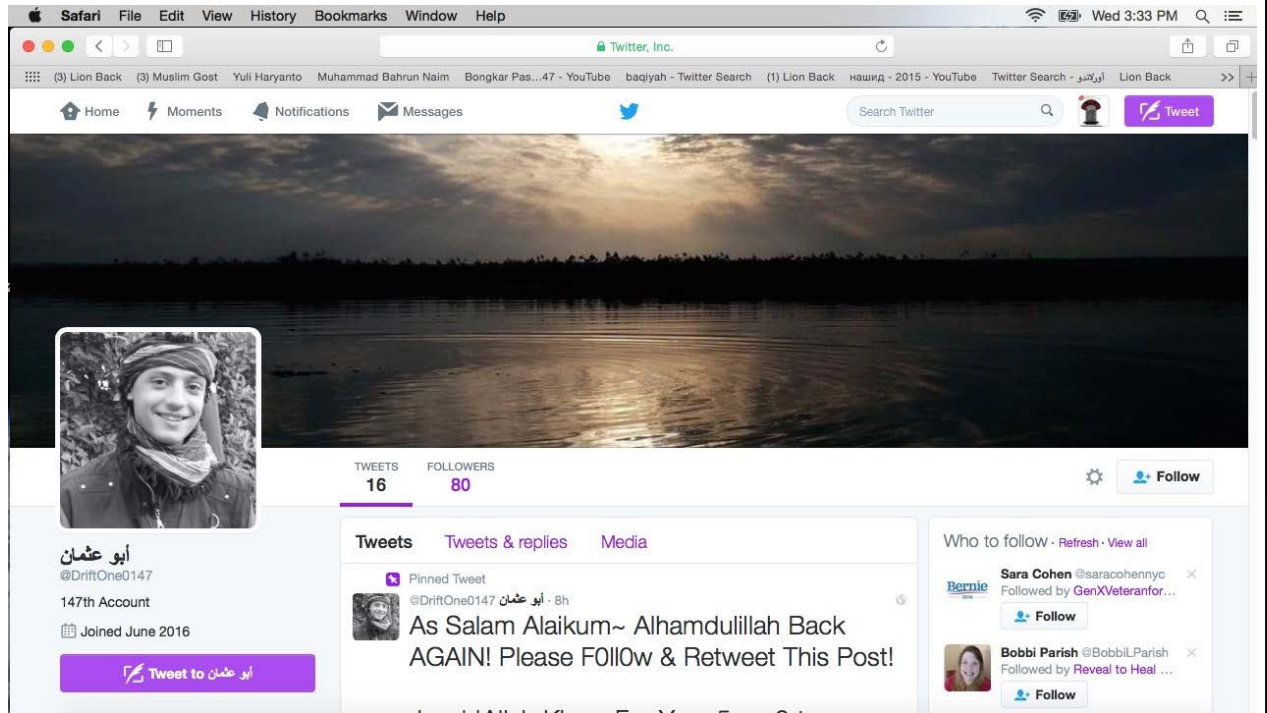 Safari File Edit View History Bookmarks Window Help Wed 3:33 PM
Twitter, Inc.
(3) Lion Back (3) Muslim Gost Yuli Haryanto Muhammad Bahrun Naim Bongkar Pas...47 - YouTube baqiyah - Twitter Search (1) Lion Back нашид - 2015 - YouTube Twitter Search - أورلاندو Lion Back >>
Home Moments Notifications Messages Search Twitter Tweet
TWEETS FOLLOWERS
16 80 Follow
أبو عثمان
@DriftOne0147
147th Account
Joined June 2016
Tweet to أبو عثمان
Tweets Tweets & replies Media
Pinned Tweet
@DriftOne0147 أبو عثمان · 8h
As Salam Alaikum~ Alhamdulillah Back
AGAIN! Please F0ll0w & Retweet This Post!
Who to follow · Refresh · View all
Bernie
Sara Cohen @saracohennyc
Followed by GenXVeteranfor...
Follow
Bobbi Parish @BobbiLParish
Followed by Reveal to Heal ...
Follow